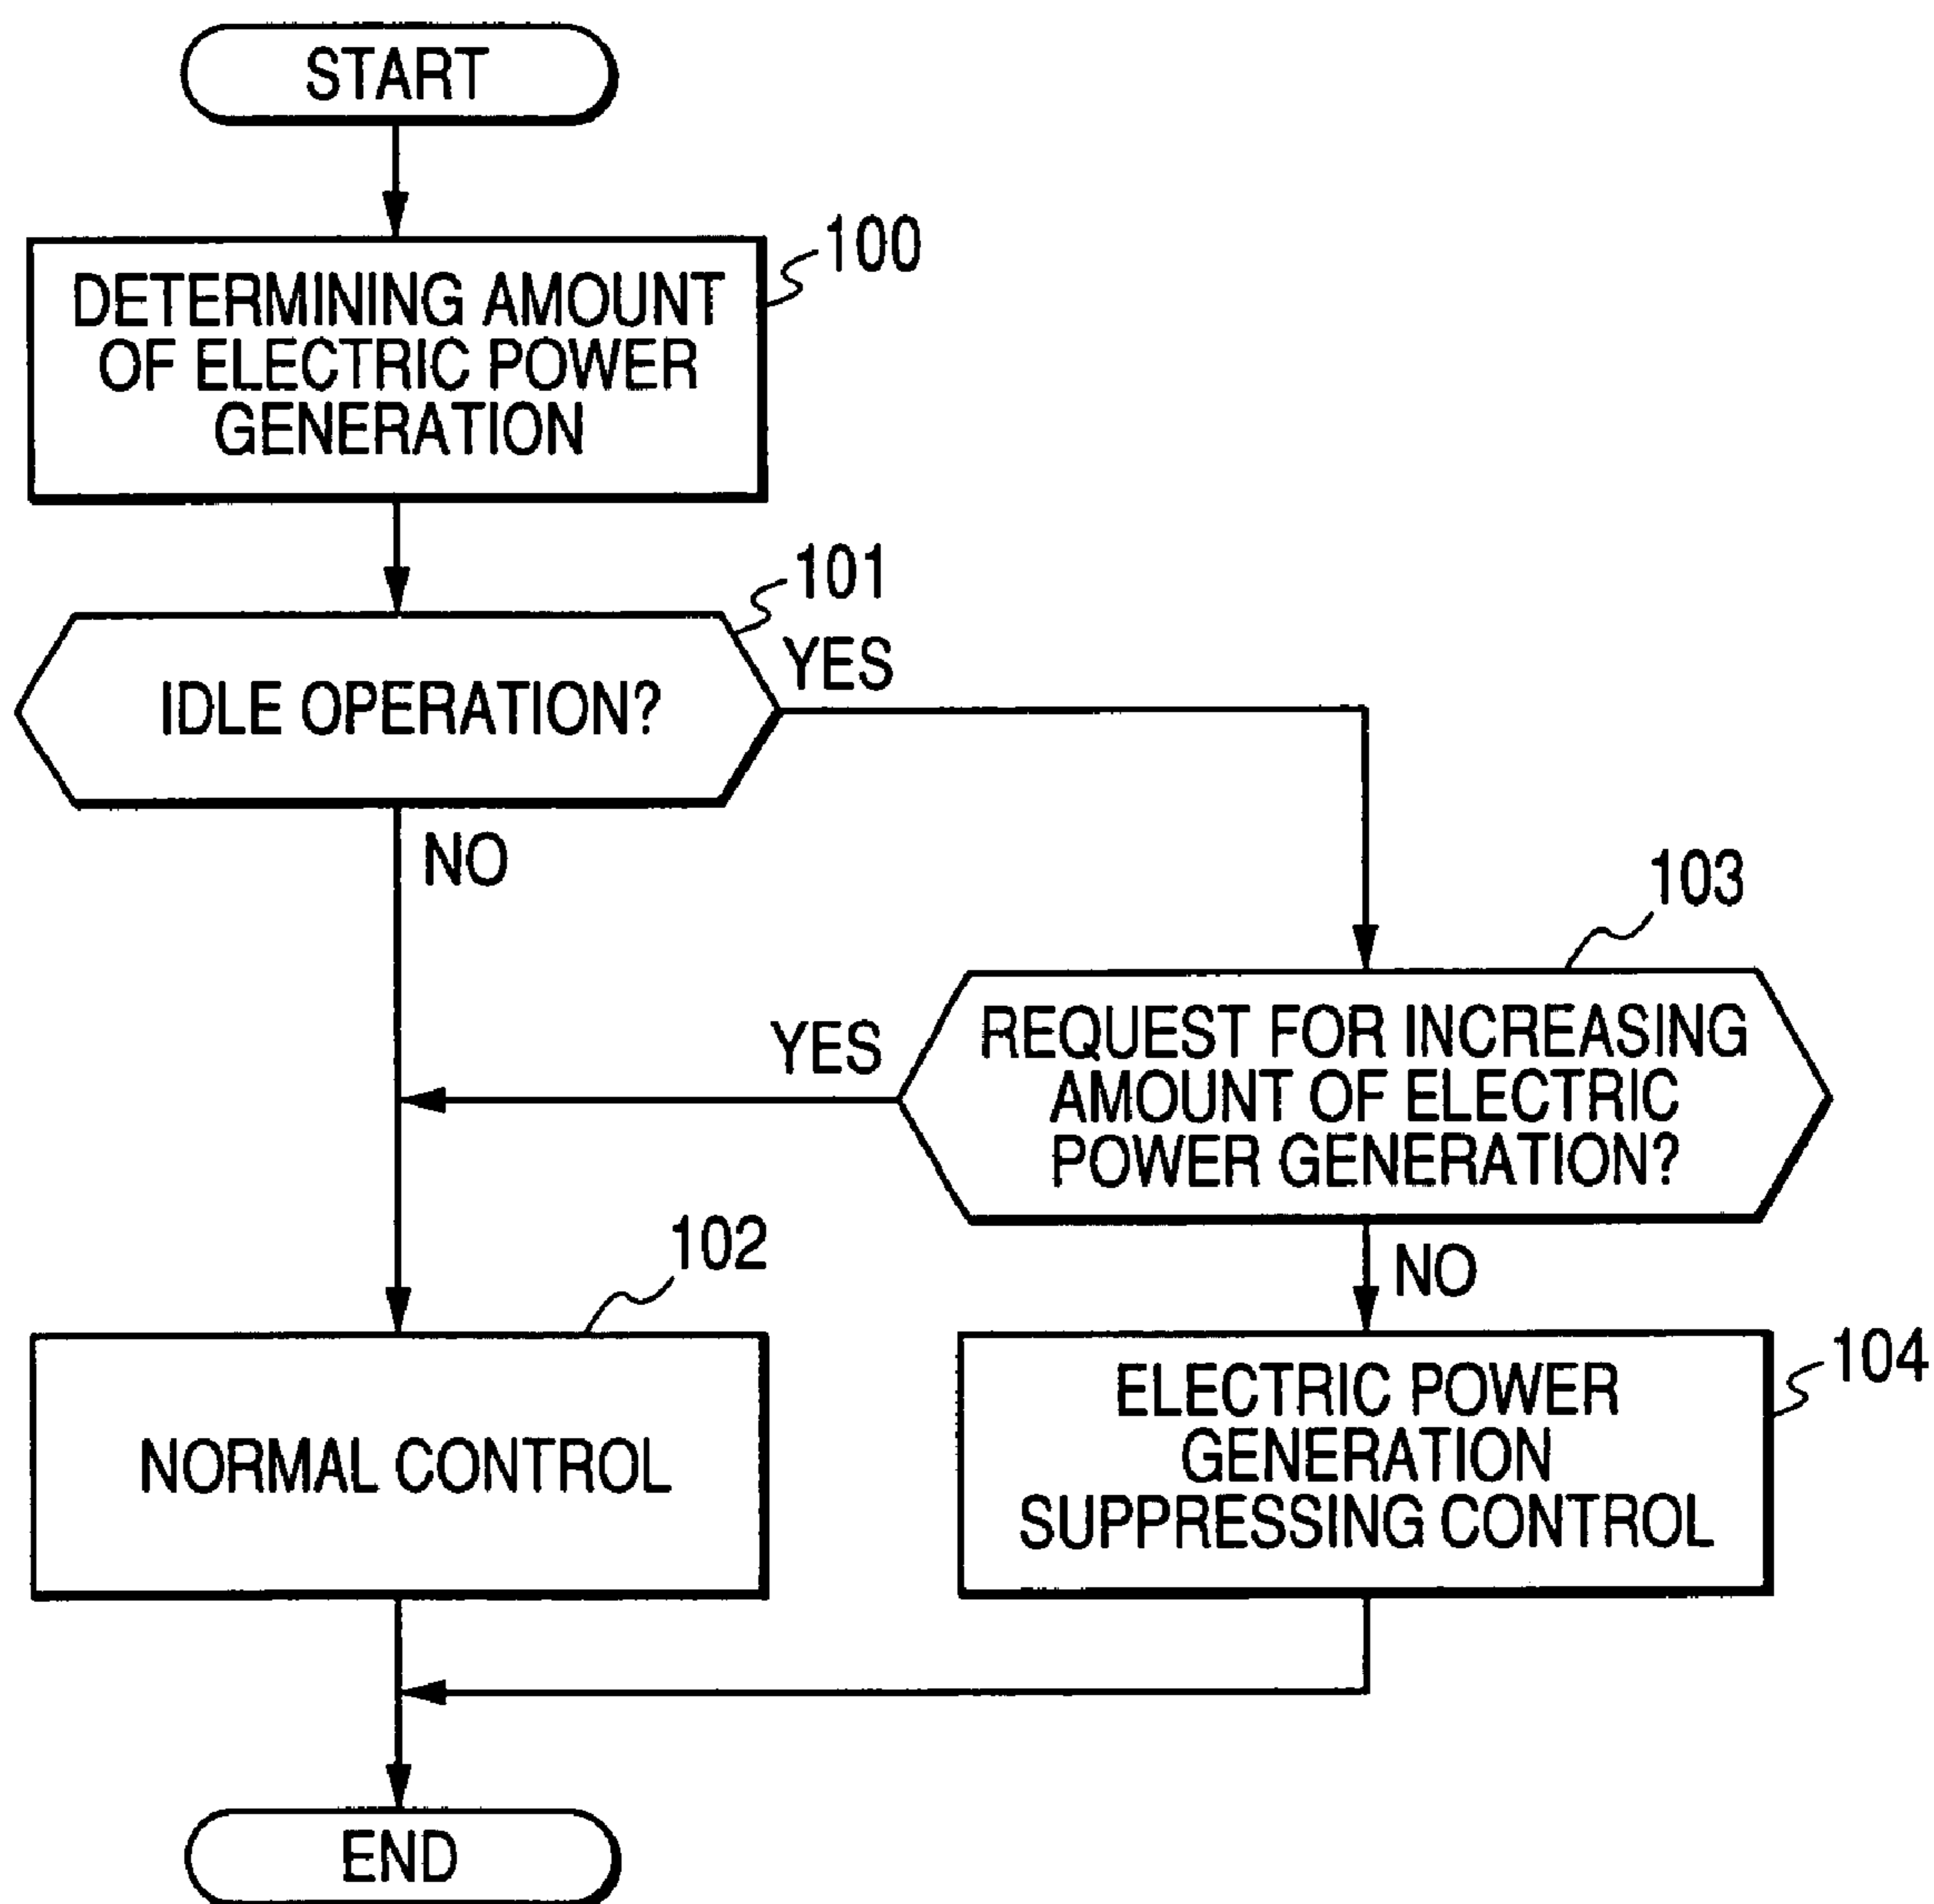 START
100
DETERMINING AMOUNT
OF ELECTRIC POWER
GENERATION
101
YES
IDLE OPERATION?
NO
103
YES
REQUEST FOR INCREASING
AMOUNT OF ELECTRIC
POWER GENERATION?
102
NO
NORMAL CONTROL
104
ELECTRIC POWER
GENERATION
SUPPRESSING CONTROL
END